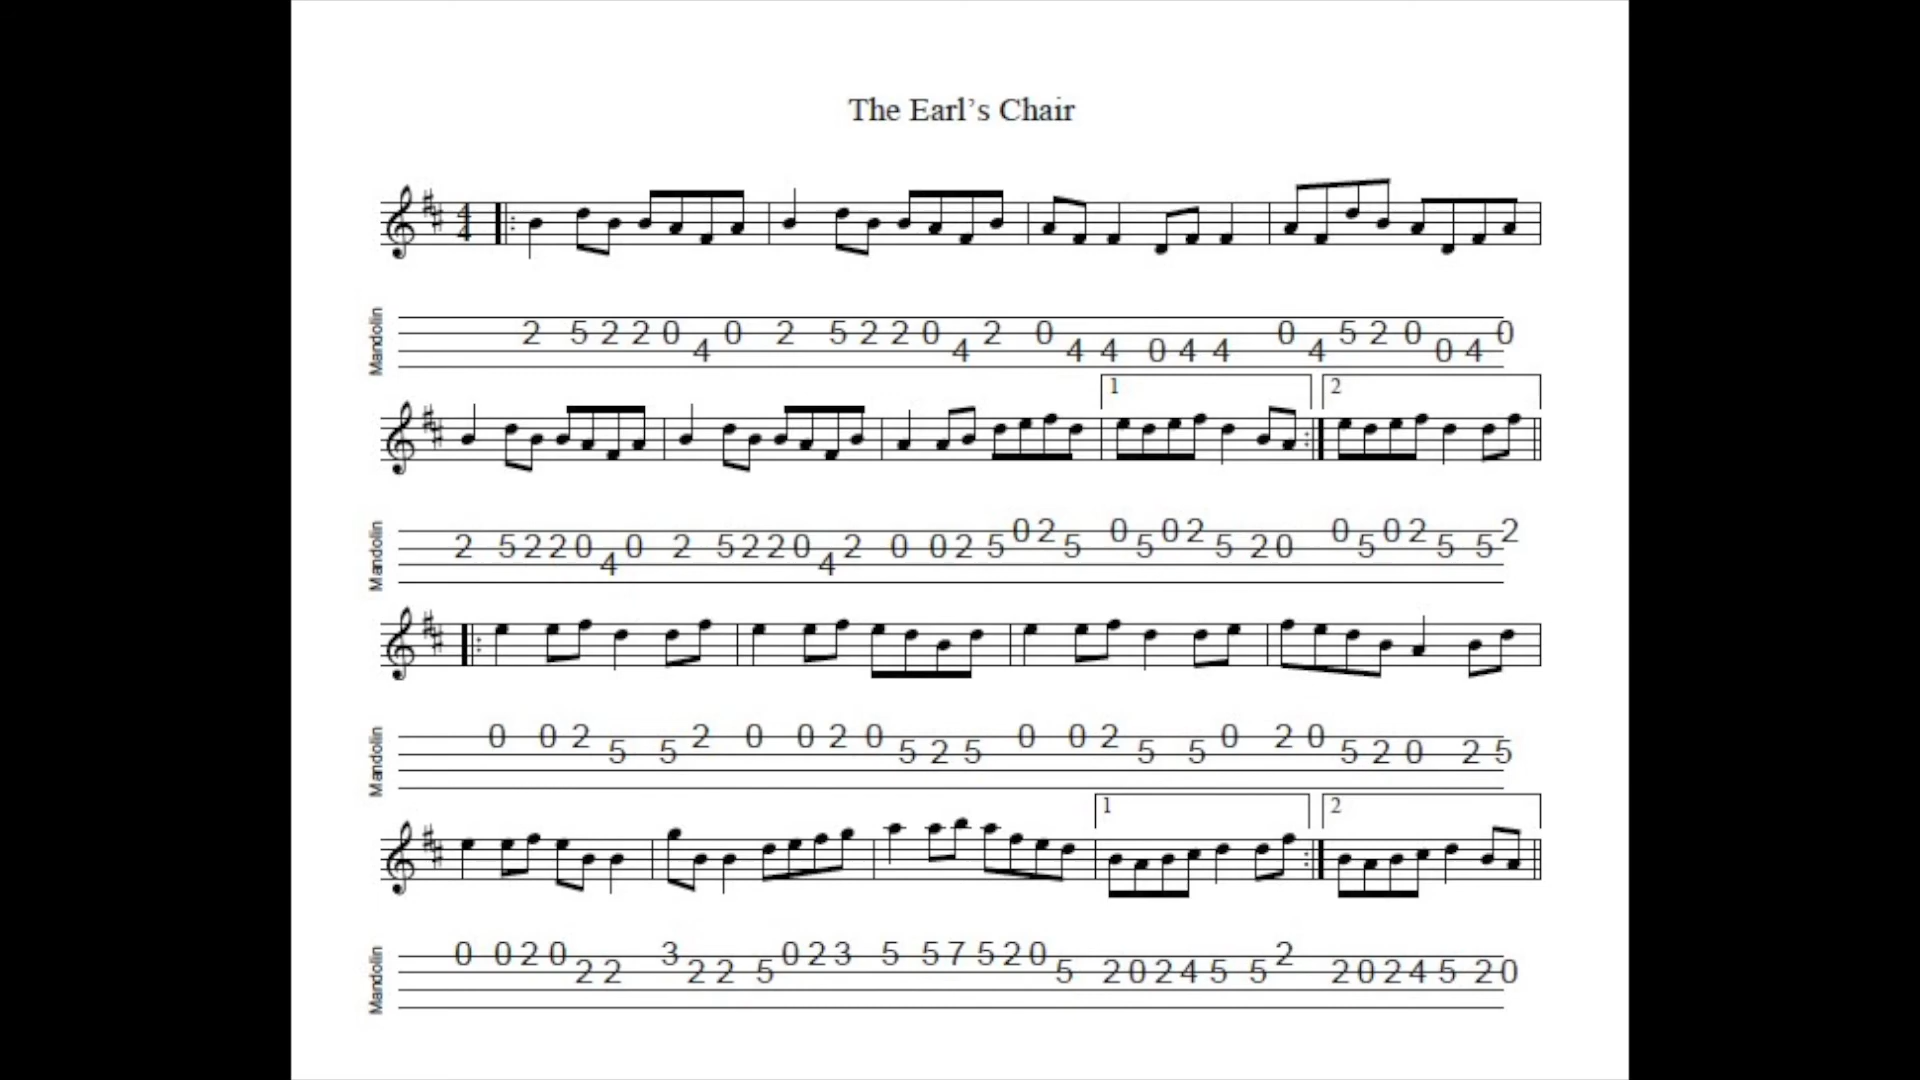 The Earl's Chair
4
4
Mandolin
2 5 2 2 0 4 0 2 5 2 2 0 4 2 0 4 4 0 4 4 0 4 5 2 0 0 4 0
1 2
Mandolin
2 5 2 2 0 4 0 2 5 2 2 0 4 2 0 0 2 5 0 2 5 0 5 0 2 5 2 0 0 5 0 2 5 5 2
Mandolin
0 0 2 5 5 2 0 0 2 0 5 2 5 0 0 2 5 5 0 2 0 5 2 0 2 5
1 2
Mandolin
0 0 2 0 2 2 3 2 2 5 0 2 3 5 5 7 5 2 0 5 2 0 2 4 5 5 2 2 0 2 4 5 2 0